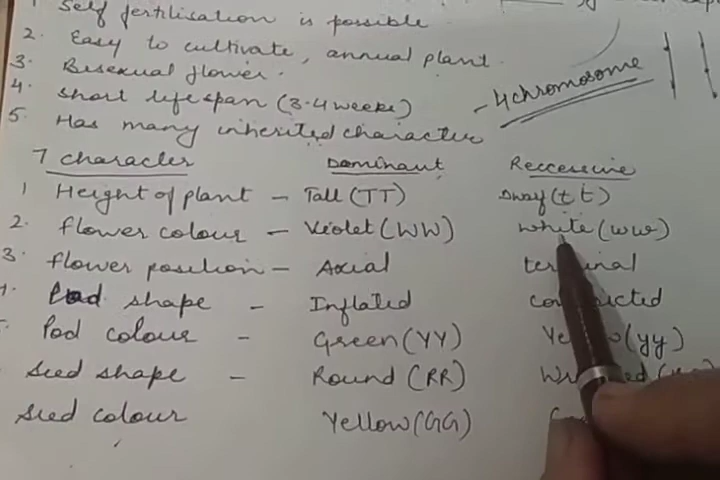 1 Self fertilisation is possible
2. Easy to cultivate, annual plant.
3. Bisexual flower.
4. short life span (3-4 weeks) - 4 chromosome
5. Has many inherited character
7 character Dominant Reccessive
1 Height of plant - Tall (TT) Dwarf (tt)
2. flower colour - Violet (WW) white (ww)
3. flower position - Axial terminal
Pod shape - Inflated
Pod colour - Green (YY) (yy)
Seed shape - Round (RR)
Seed colour Yellow (GG)